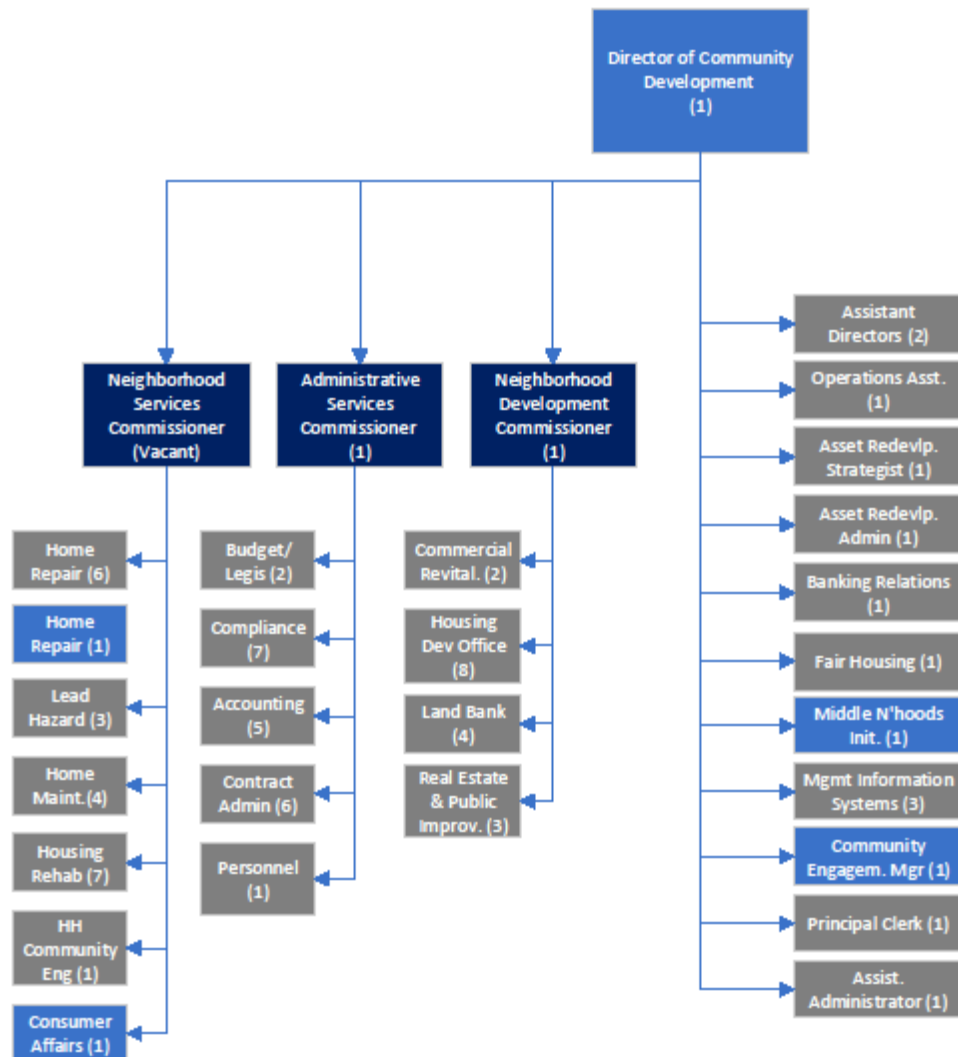 Director of Community
Development
(1)
Neighborhood
Services
Commissioner
(Vacant)
Administrative
Services
Commissioner
(1)
Neighborhood
Development
Commissioner
(1)
Home
Repair (6)
Home
Repair (1)
Lead
Hazard (3)
Home
Maint.(4)
Housing
Rehab (7)
HH
Community
Eng (1)
Consumer
Affairs (1)
Budget/
Legis (2)
Compliance
(7)
Accounting
(5)
Contract
Admin (6)
Personnel
(1)
Commercial
Revital. (2)
Housing
Dev Office
(8)
Land Bank
(4)
Real Estate
& Public
Improv. (3)
Assistant
Directors (2)
Operations Asst.
(1)
Asset Redevlp.
Strategist (1)
Asset Redevlp.
Admin (1)
Banking Relations
(1)
Fair Housing (1)
Middle N'hoods
Init. (1)
Mgmt Information
Systems (3)
Community
Engagem. Mgr (1)
Principal Clerk (1)
Assist.
Administrator (1)